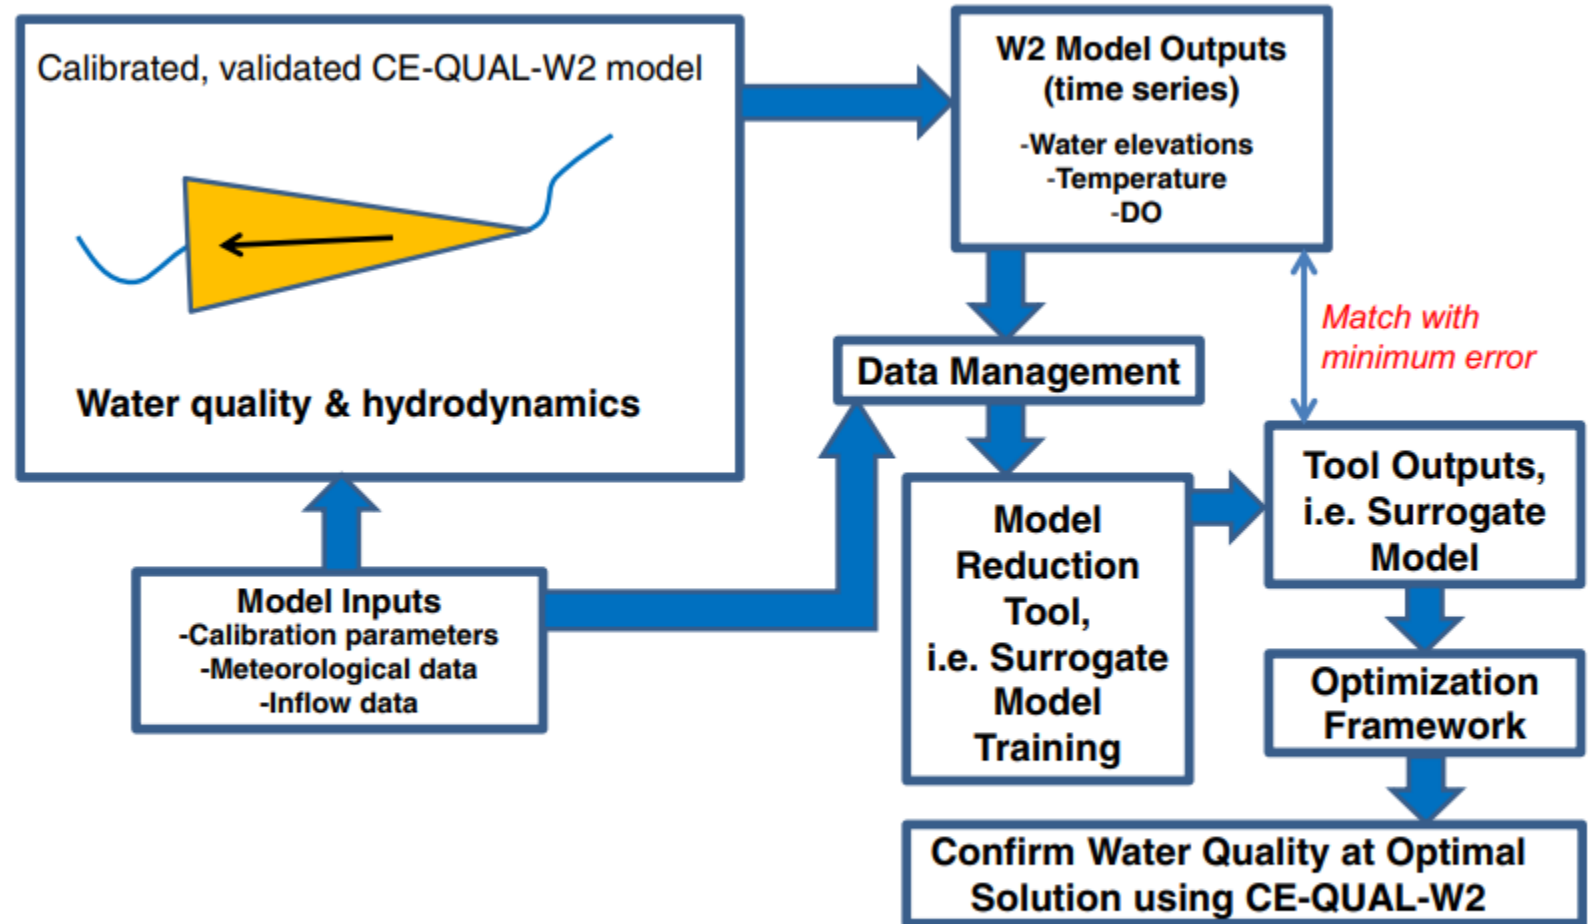 Calibrated, validated CE-QUAL-W2 model
Water quality & hydrodynamics
Model Inputs
-Calibration parameters
-Meteorological data
-Inflow data
W2 Model Outputs
(time series)
-Water elevations
-Temperature
-DO
Match with
minimum error
Data Management
Model
Reduction
Tool,
i.e. Surrogate
Model
Training
Tool Outputs,
i.e. Surrogate
Model
Optimization
Framework
Confirm Water Quality at Optimal
Solution using CE-QUAL-W2